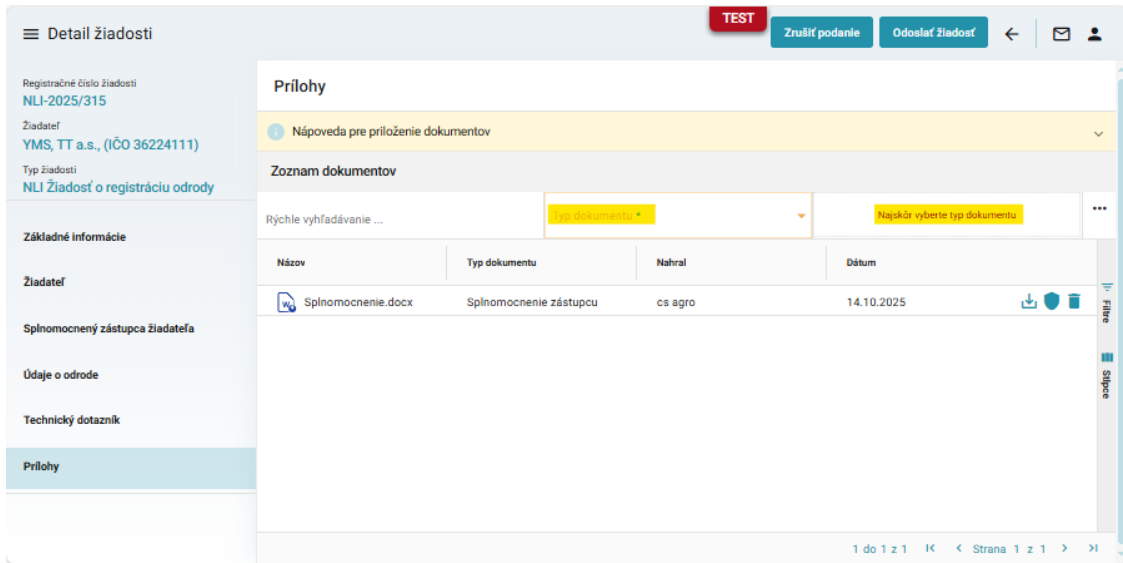 Detail žiadosti
TEST
Zrušiť podanie
Odoslať žiadosť
Registračné číslo žiadosti
NLI-2025/315
Žiadateľ
YMS, TT a.s., (IČO 36224111)
Typ žiadosti
NLI Žiadosť o registráciu odrody
Základné informácie
Žiadateľ
Splnomocnený zástupca žiadateľa
Údaje o odrode
Technický dotazník
Prílohy
Prílohy
Nápoveda pre priloženie dokumentov
Zoznam dokumentov
Rýchle vyhľadávanie ...
Typ dokumentu *
Najskôr vyberte typ dokumentu
Názov Typ dokumentu Nahral Dátum
Splnomocnenie.docx Splnomocnenie zástupcu cs agro 14.10.2025
Filtre
Stĺpce
1 do 1 z 1 Strana 1 z 1